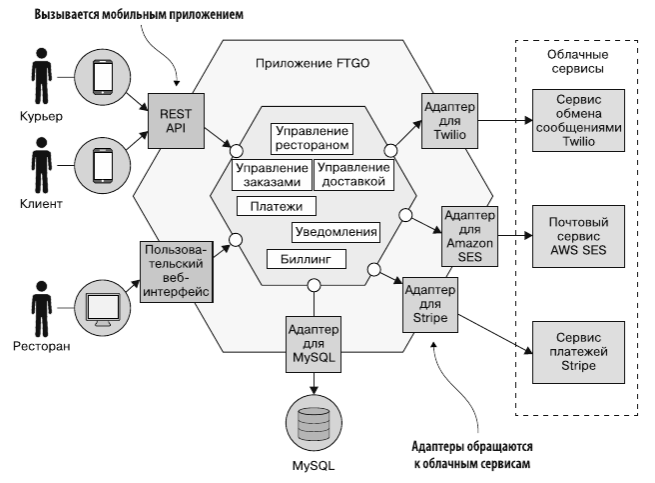 Вызывается мобильным приложением
Курьер
Клиент
Ресторан
REST
API
Пользова-
тельский
веб-
интерфейс
Приложение FTGO
Управление
рестораном
Управление
заказами
Управление
доставкой
Платежи
Уведомления
Биллинг
Адаптер
для
Twilio
Адаптер
для
Amazon
SES
Адаптер
для
Stripe
Адаптер
для
MySQL
MySQL
Облачные
сервисы
Сервис
обмена
сообщениями
Twilio
Почтовый
сервис
AWS SES
Сервис
платежей
Stripe
Адаптеры обращаются
к облачным сервисам